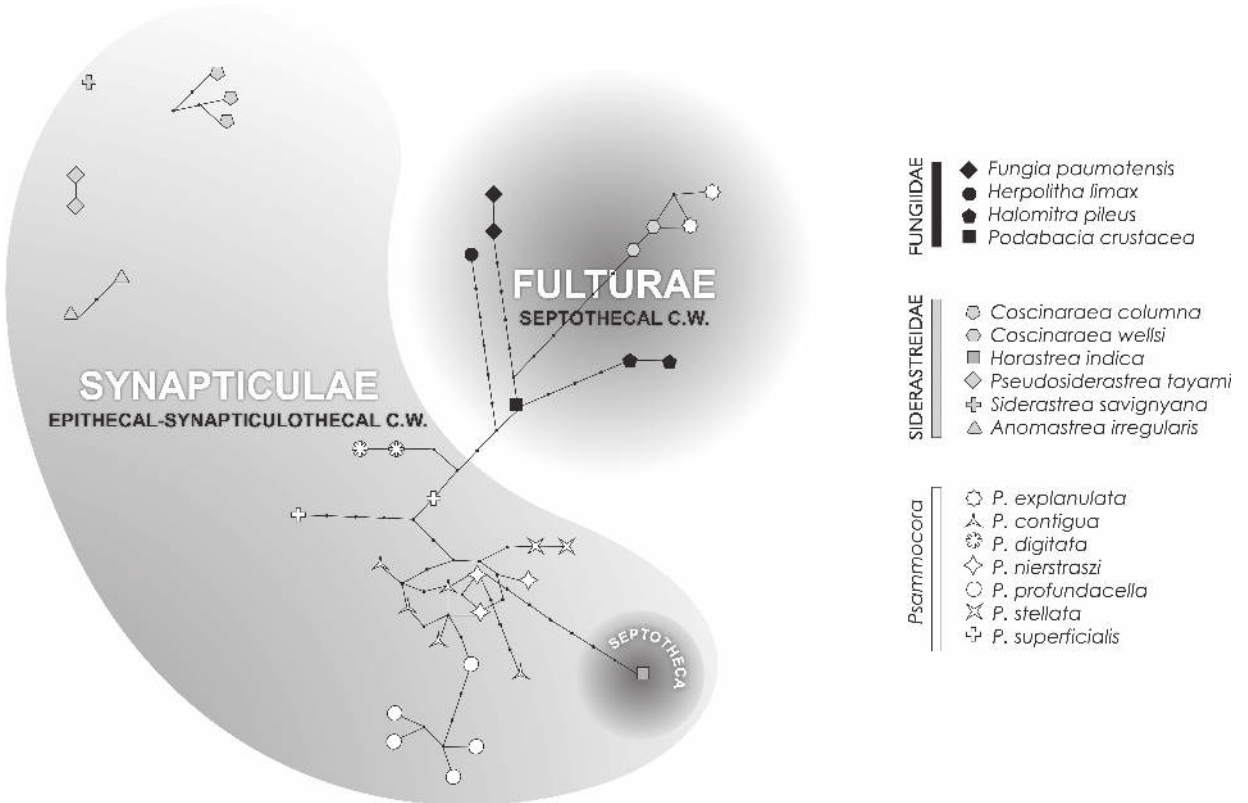 FULTURAE
SEPTOTHECAL C.W.
SYNAPTICULAE
EPITHECAL-SYNAPTICULOTHECAL C.W.
SEPTOTHECA
FUNGIIDAE
Fungia paumotensis
Herpolitha limax
Halomitra pileus
Podabacia crustacea
SIDERASTREIDAE
Coscinaraea columna
Coscinaraea wellsi
Horastrea indica
Pseudosiderastrea tayami
Siderastrea savignyana
Anomastrea irregularis
Psammocora
P. explanulata
P. contigua
P. digitata
P. nierstraszi
P. profundacella
P. stellata
P. superficialis